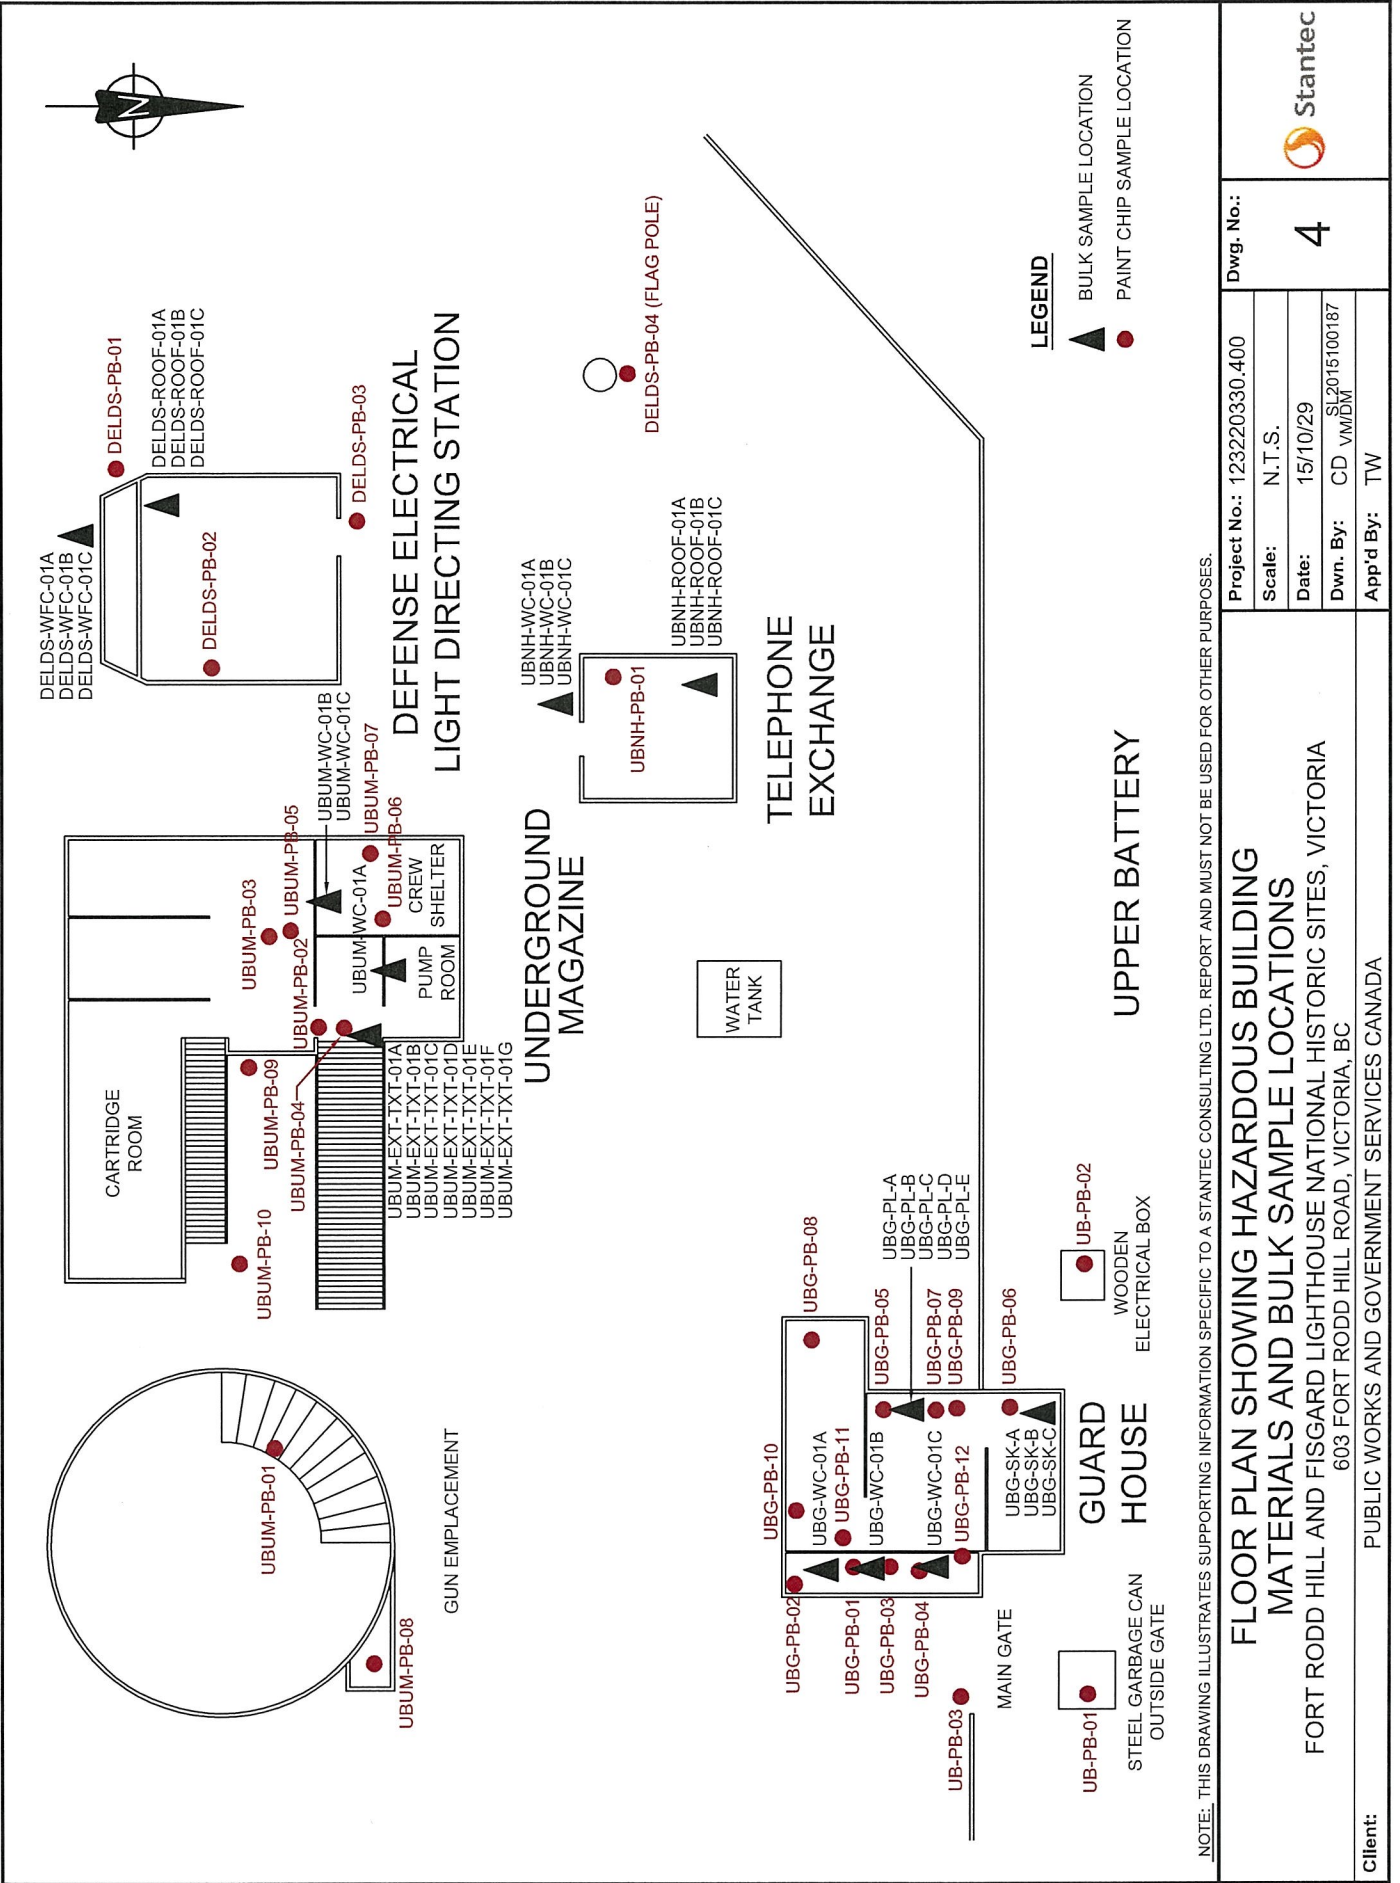 N
DELDS-WFC-01A
DELDS-WFC-01B
DELDS-WFC-01C
DELDS-PB-01
DELDS-ROOF-01A
DELDS-ROOF-01B
DELDS-ROOF-01C
DELDS-PB-02
DELDS-PB-03
DEFENSE ELECTRICAL
LIGHT DIRECTING STATION
CARTRIDGE
ROOM
UBUM-PB-03
UBUM-PB-05
UBUM-PB-02
UBUM-WC-01B
UBUM-WC-01C
UBUM-PB-07
UBUM-WC-01A
UBUM-PB-06
CREW
SHELTER
PUMP
ROOM
UBUM-PB-09
UBUM-PB-10
UBUM-PB-04
UBUM-EXT-TXT-01A
UBUM-EXT-TXT-01B
UBUM-EXT-TXT-01C
UBUM-EXT-TXT-01D
UBUM-EXT-TXT-01E
UBUM-EXT-TXT-01F
UBUM-EXT-TXT-01G
UNDERGROUND
MAGAZINE
UBUM-PB-01
UBUM-PB-08
GUN EMPLACEMENT
UBNH-WC-01A
UBNH-WC-01B
UBNH-WC-01C
UBNH-PB-01
UBNH-ROOF-01A
UBNH-ROOF-01B
UBNH-ROOF-01C
TELEPHONE
EXCHANGE
DELDS-PB-04 (FLAG POLE)
WATER
TANK
UBG-PB-10
UBG-PB-08
UBG-WC-01A
UBG-PB-11
UBG-WC-01B
UBG-WC-01C
UBG-PB-12
UBG-PB-02
UBG-PB-01
UBG-PB-03
UBG-PB-04
UBG-PB-05
UBG-PL-A
UBG-PL-B
UBG-PL-C
UBG-PL-D
UBG-PL-E
UBG-PB-07
UBG-PB-09
UBG-PB-06
UBG-SK-A
UBG-SK-B
UBG-SK-C
GUARD
HOUSE
UB-PB-03
MAIN GATE
UB-PB-01
STEEL GARBAGE CAN
OUTSIDE GATE
UB-PB-02
WOODEN
ELECTRICAL BOX
UPPER BATTERY
LEGEND
BULK SAMPLE LOCATION
PAINT CHIP SAMPLE LOCATION
NOTE: THIS DRAWING ILLUSTRATES SUPPORTING INFORMATION SPECIFIC TO A STANTEC CONSULTING LTD. REPORT AND MUST NOT BE USED FOR OTHER PURPOSES.
FLOOR PLAN SHOWING HAZARDOUS BUILDING
MATERIALS AND BULK SAMPLE LOCATIONS
FORT RODD HILL AND FISGARD LIGHTHOUSE NATIONAL HISTORIC SITES, VICTORIA
603 FORT RODD HILL ROAD, VICTORIA, BC
Client: PUBLIC WORKS AND GOVERNMENT SERVICES CANADA
Project No.: 123220330.400
Scale: N.T.S.
Date: 15/10/29
Dwn. By: CD VM/DM SL2015100187
App'd By: TW
Dwg. No.:
4
Stantec